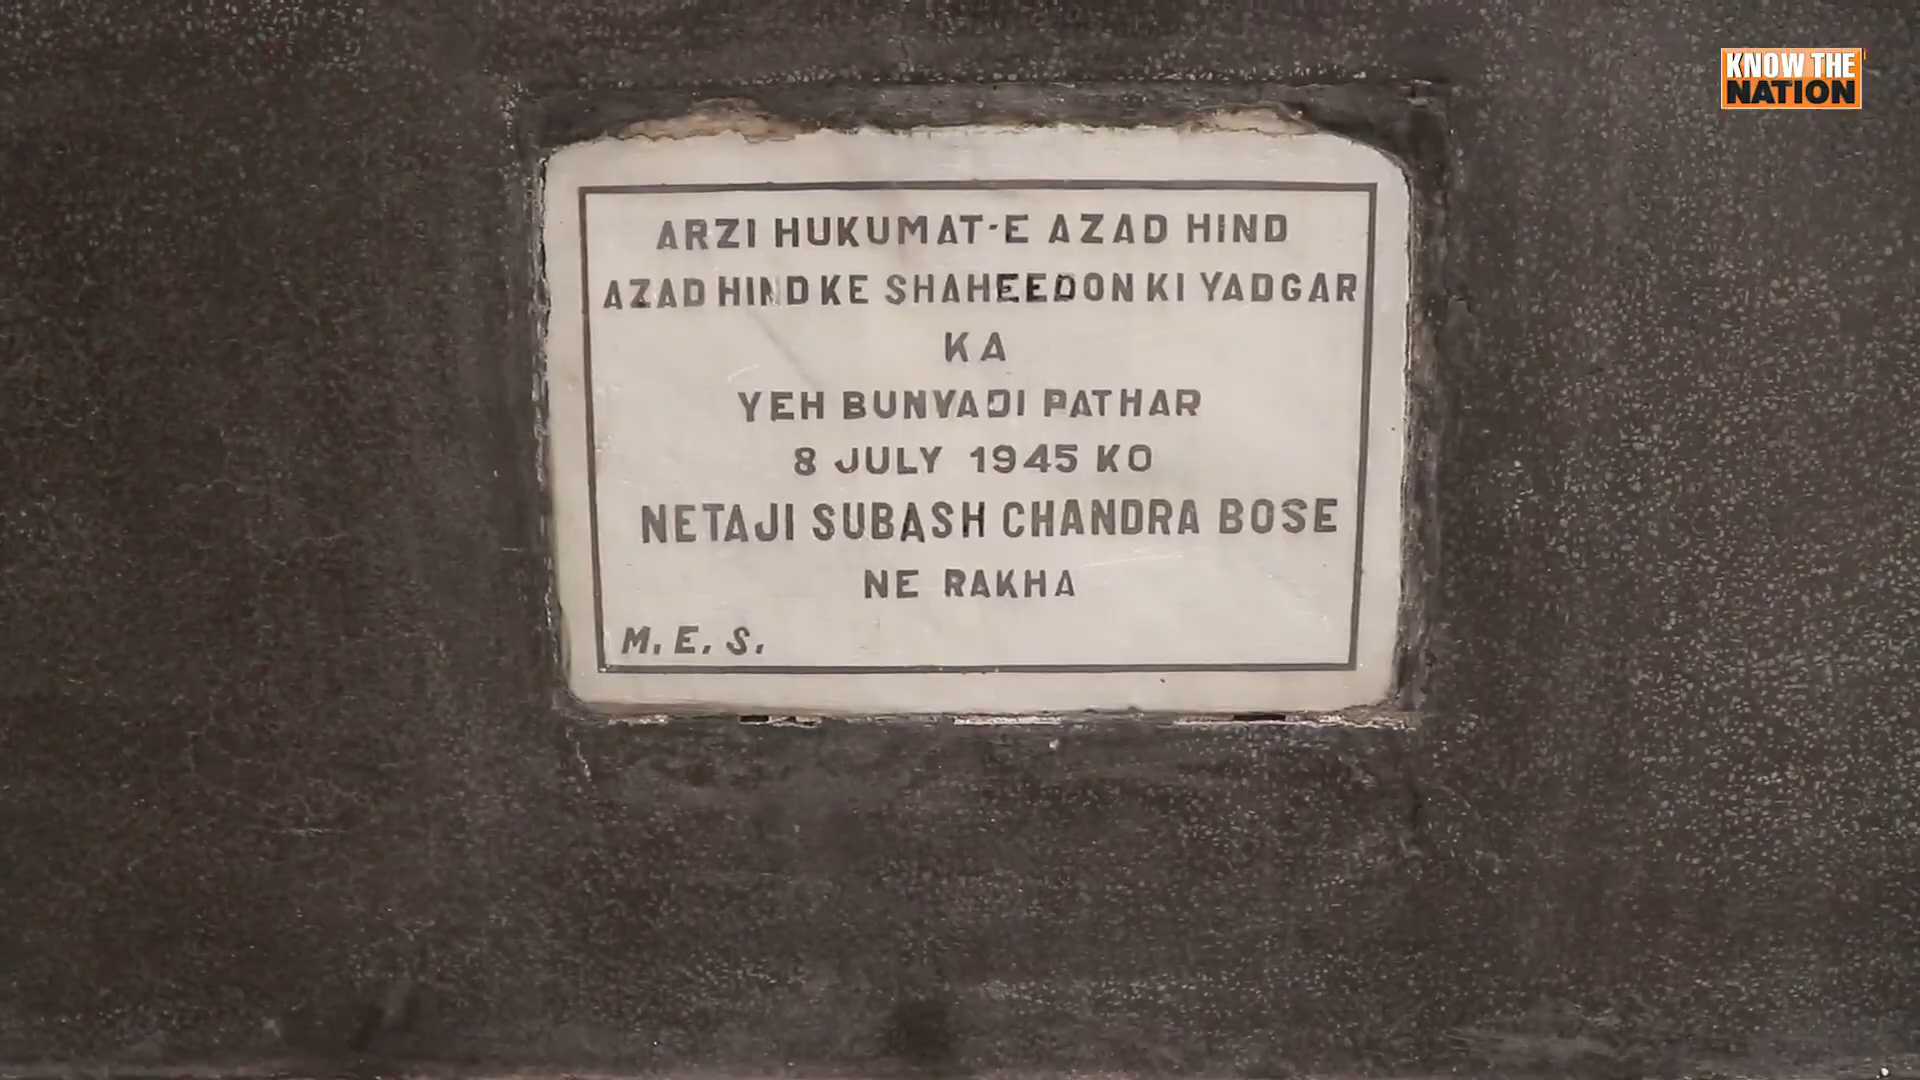 KNOW THE
NATION
ARZI HUKUMAT-E AZAD HIND
AZAD HIND KE SHAHEEDON KI YADGAR
KA
YEH BUNYADI PATHAR
8 JULY 1945 KO
NETAJI SUBASH CHANDRA BOSE
NE RAKHA
M. E. S.